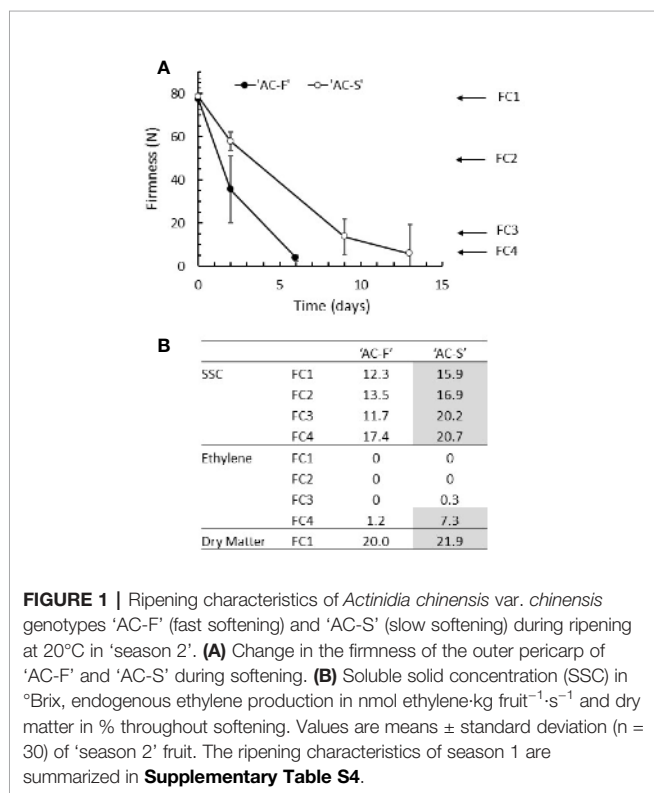 A
'AC-F' 'AC-S'
80
60
40
20
0
Firmness (N)
0 5 10 15
Time (days)
FC1
FC2
FC3
FC4
B
'AC-F' 'AC-S'
SSC FC1 12.3 15.9
FC2 13.5 16.9
FC3 11.7 20.2
FC4 17.4 20.7
Ethylene FC1 0 0
FC2 0 0
FC3 0 0.3
FC4 1.2 7.3
Dry Matter FC1 20.0 21.9
FIGURE 1 | Ripening characteristics of Actinidia chinensis var. chinensis
genotypes ‘AC-F’ (fast softening) and ‘AC-S’ (slow softening) during ripening
at 20°C in ‘season 2’. (A) Change in the firmness of the outer pericarp of
‘AC-F’ and ‘AC-S’ during softening. (B) Soluble solid concentration (SSC) in
°Brix, endogenous ethylene production in nmol ethylene·kg fruit⁻¹·s⁻¹ and dry
matter in % throughout softening. Values are means ± standard deviation (n =
30) of ‘season 2’ fruit. The ripening characteristics of season 1 are
summarized in Supplementary Table S4.